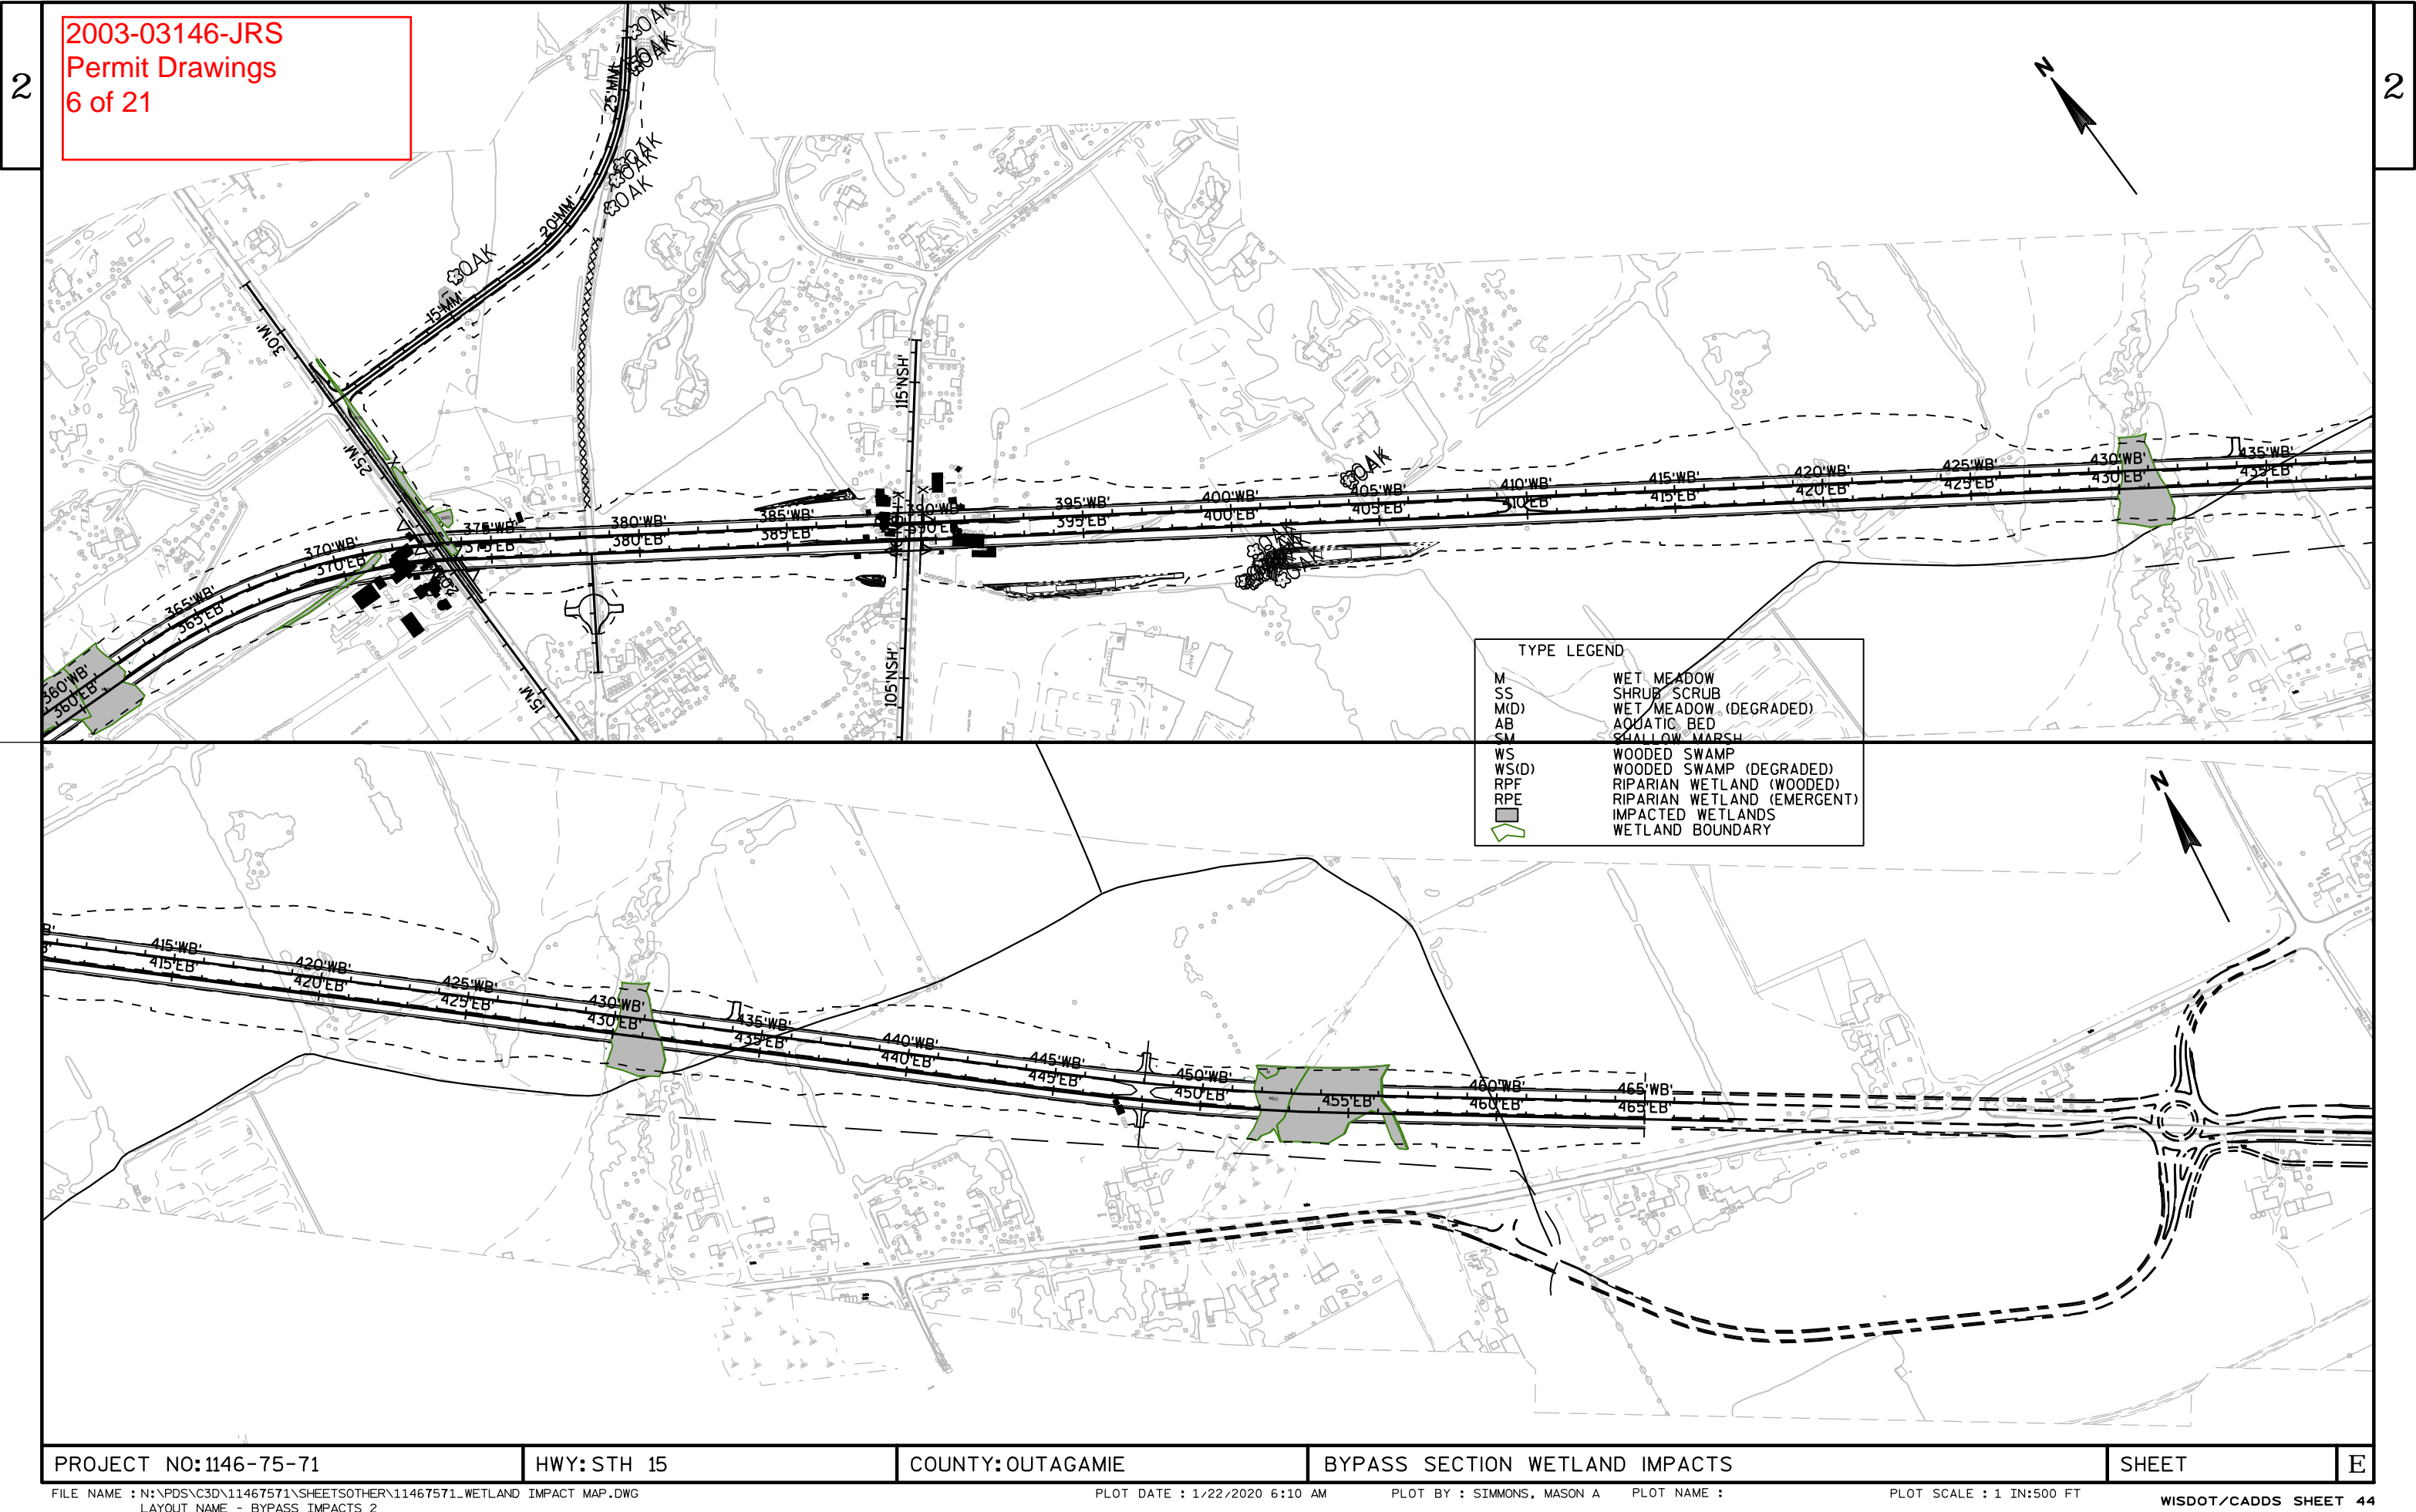 2003-03146-JRS
Permit Drawings
6 of 21
2
2
N
OAK
OAK
25'MM'
OAK
OAK
OAK
20'MM'
OAK
15'MM'
30'M'
25'M'
15'M'
115'NSH'
105'NSH'
OAK
360'WB' 365'WB' 370'WB' 375'WB' 380'WB' 385'WB' 390'WB' 395'WB' 400'WB' 405'WB' 410'WB' 415'WB' 420'WB' 425'WB' 430'WB' 435'WB'
360'EB' 365'EB' 370'EB' 375'EB' 380'EB' 385'EB' 390'EB' 395'EB' 400'EB' 405'EB' 410'EB' 415'EB' 420'EB' 425'EB' 430'EB' 435'EB'
TYPE LEGEND
M WET MEADOW
SS SHRUB SCRUB
M(D) WET MEADOW (DEGRADED)
AB AQUATIC BED
SM SHALLOW MARSH
WS WOODED SWAMP
WS(D) WOODED SWAMP (DEGRADED)
RPF RIPARIAN WETLAND (WOODED)
RPE RIPARIAN WETLAND (EMERGENT)
IMPACTED WETLANDS
WETLAND BOUNDARY
N
415'WB' 420'WB' 425'WB' 430'WB' 435'WB' 440'WB' 445'WB' 450'WB' 460'WB' 465'WB'
415'EB' 420'EB' 425'EB' 430'EB' 435'EB' 440'EB' 445'EB' 450'EB' 455'EB' 460'EB' 465'EB'
PROJECT NO:1146-75-71 HWY:STH 15 COUNTY:OUTAGAMIE BYPASS SECTION WETLAND IMPACTS SHEET E
FILE NAME : N:\PDS\C3D\11467571\SHEETSOTHER\11467571_WETLAND IMPACT MAP.DWG PLOT DATE : 1/22/2020 6:10 AM PLOT BY : SIMMONS, MASON A PLOT NAME : PLOT SCALE : 1 IN:500 FT
LAYOUT NAME - BYPASS IMPACTS 2 WISDOT/CADDS SHEET 44